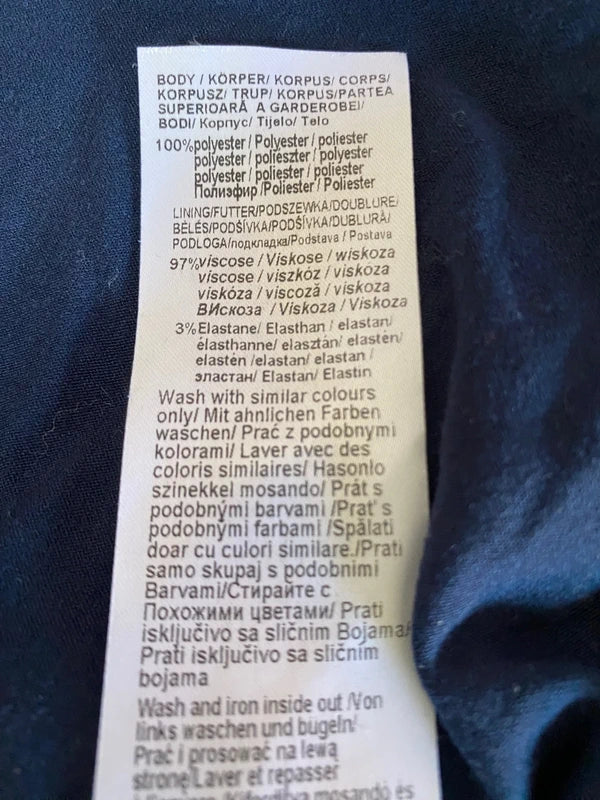 BODY / KÖRPER/ KORPUS/ CORPS/
KORPUSZ/ TRUP/ KORPUS/PARTEA
SUPERIOARĂ A GARDEROBEI/
BODI/ Корпус/ Tijelo/ Telo
100%polyester/ Polyester/ poliester
polyester / poliészter / polyester
polyester / poliester / poliester
Полиэфир /Poliester/ Poliester
LINING/FUTTER/PODSZEWKA/DOUBLURE/
BÉLÉS/PODŠÍVKA/PODŠÍVKA/DUBLURĂ/
PODLOGA/подкладка/Podstava / Postava
97%viscose / Viskose / wiskoza
viscose / viszkóz / viskoza
viskóza / viscoză / viskoza
ВИскоза / Viskoza / Viskoza
3%Elastane/ Elasthan / elastan/
élasthanne/ elasztán/ elastén/
elastén /elastan/ elastan /
эластан/ Elastan/ Elastin
Wash with similar colours
only/ Mit ahnlichen Farben
waschen/ Prać z podobnymi
kolorami/ Laver avec des
coloris similaires/ Hasonlo
szinekkel mosando/ Prát s
podobnými barvami /Prat' s
podobnými farbami /Spălati
doar cu culori similare./Prati
samo skupaj s podobnimi
Barvami/Стирайте с
Похожими цветами/ Prati
isključivo sa sličnim Bojama/
Prati isključivo sa sličnim
bojama
Wash and iron inside out /Von
links waschen und bügeln/
Prać i prosować na lewą
stronę/Laver et repasser
mosandó és